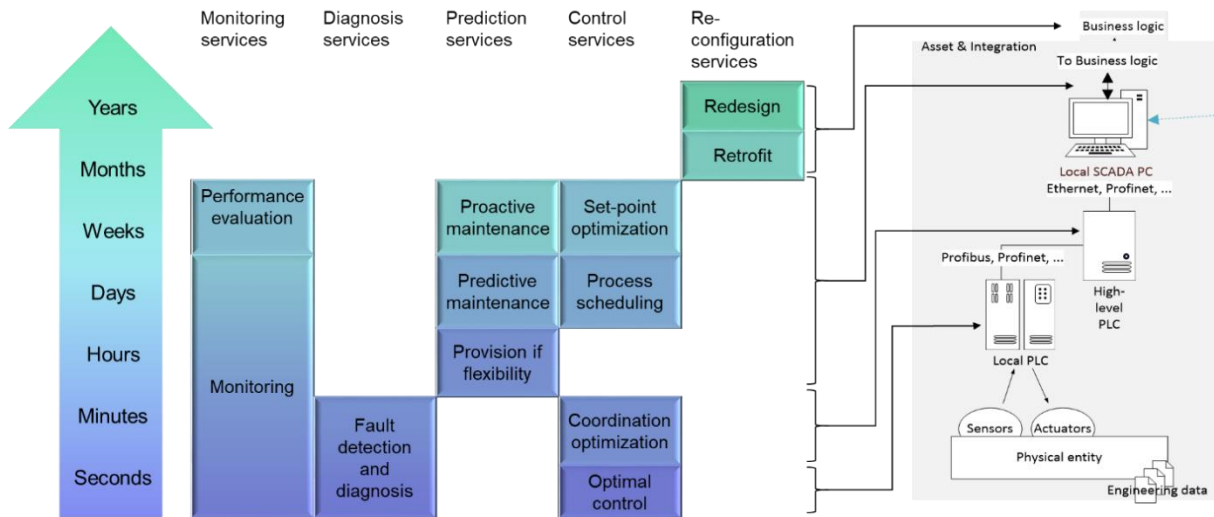 Monitoring
services
Diagnosis
services
Prediction
services
Control
services
Re-
configuration
services
Years
Months
Weeks
Days
Hours
Minutes
Seconds
Performance
evaluation
Monitoring
Fault
detection
and
diagnosis
Proactive
maintenance
Predictive
maintenance
Provision if
flexibility
Set-point
optimization
Process
scheduling
Coordination
optimization
Optimal
control
Redesign
Retrofit
Business logic
Asset & Integration
To Business logic
Local SCADA PC
Ethernet, Profinet, ...
Profibus, Profinet, ...
High-
level
PLC
Local PLC
Sensors
Actuators
Physical entity
Engineering data